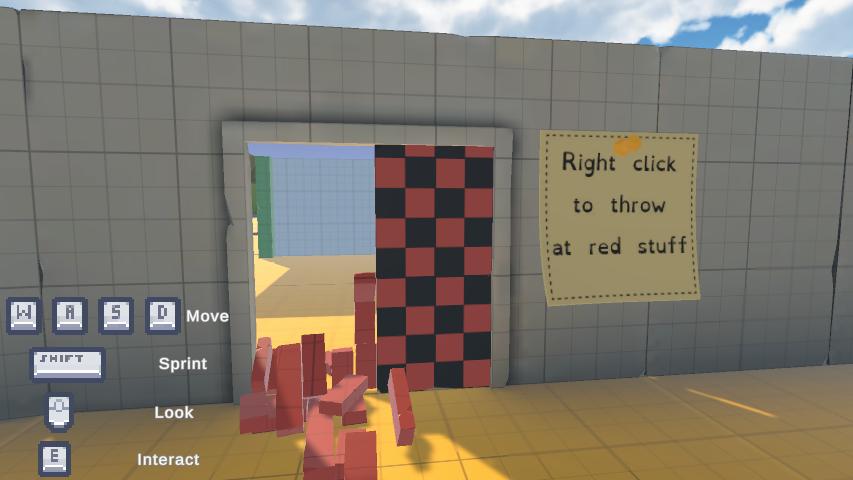 Right click
to throw
at red stuff
W A S D Move
SHIFT Sprint
Look
E Interact